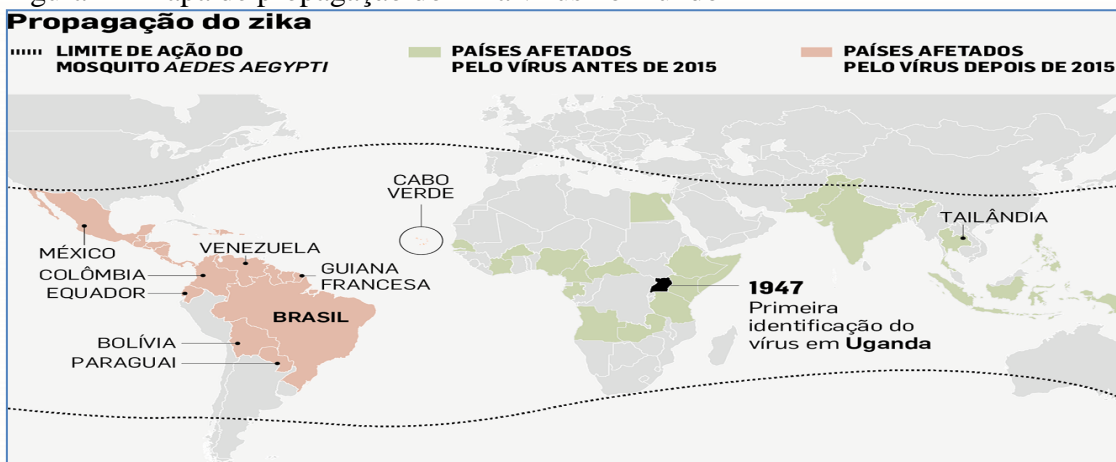 Propagação do zika
LIMITE DE AÇÃO DO
MOSQUITO AEDES AEGYPTI
PAÍSES AFETADOS
PELO VÍRUS ANTES DE 2015
PAÍSES AFETADOS
PELO VÍRUS DEPOIS DE 2015
CABO
VERDE
TAILÂNDIA
MÉXICO
VENEZUELA
COLÔMBIA
GUIANA
FRANCESA
EQUADOR
BRASIL
BOLÍVIA
PARAGUAI
1947
Primeira
identificação do
vírus em Uganda